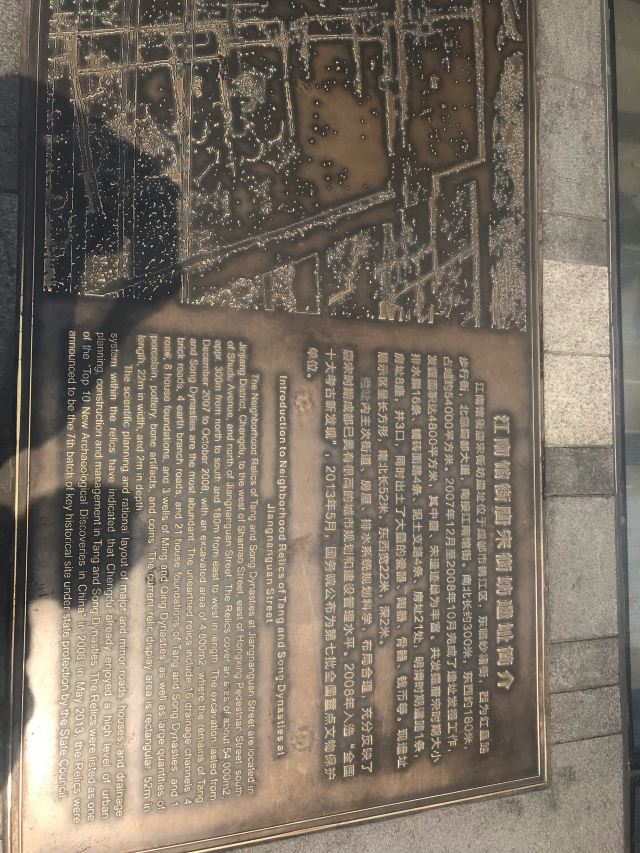 江南馆街唐宋街坊遗址简介
江南馆街唐宋街坊遗址位于成都市锦江区，东临纱帽街，西为红星路
步行街，北靠蜀都大道，南接江南馆街。南北长约300米，东西约180米，
占地约54000平方米。2007年12月至2008年10月完成了遗址发掘工作，
发掘面积达4800平方米，其中唐、宋遗迹最为丰富，共发掘唐宋时期大小
排水渠16条、铺砖道路4条、泥土支路4条、房址21处，明清时期道路1条，
房址8座，井3口，同时出土了大量的瓷器、陶器、骨器、钱币等。现遗址
展示区呈长方形，南北长52米，东西宽22米，深2米。
遗址内主次街道、房屋、排水系统规划科学，布局合理，充分反映了
唐宋时期成都已具有很高的城市规划和建设管理水平。2008年入选“全国
十大考古新发现”，2013年5月，国务院公布为第七批全国重点文物保护
单位。
Introduction to Neighborhood Relics of Tang and Song Dynasties at
Jiangnanguan Street
The Neighborhood Relics of Tang and Song Dynasties at Jiangnanguan Street are located in
Jinjiang District, Chengdu, to the west of Shamao Street, east of Hongxing Pedestrian Street, south
of Shudu Avenue, and north of Jiangnanguan Street. The Relics cover an area of about 54,000m2,
appr. 300m from north to south and 180m from east to west in length. The excavation lasted from
December 2007 to October 2008, with an excavated area of 4,800m2, where the remains of Tang
and Song Dynasties are the most abundant. The unearthed relics include 16 drainage channels, 4
brick roads, 4 earth branch roads, and 21 house foundations of Tang and Song Dynasties, and 1
road, 8 house foundations, and 3 wells of Ming and Qing Dynasties, as well as large quantities of
porcelain, pottery, bone artifacts, and coins. The current relic display area is rectangular, 52m in
length, 22m in width, and 2m in depth.
The scientific planning and rational layout of major and minor roads, houses, and drainage
system within the relics have indicated that Chengdu already enjoyed a high level of urban
planning, construction and management in Tang and Song Dynasties. The Relics were listed as one
of the "Top 10 New Archaeological Discoveries in China" in 2008; in May 2013, the Relics were
announced to be the 7th batch of key historical site under state protection by the State Council.